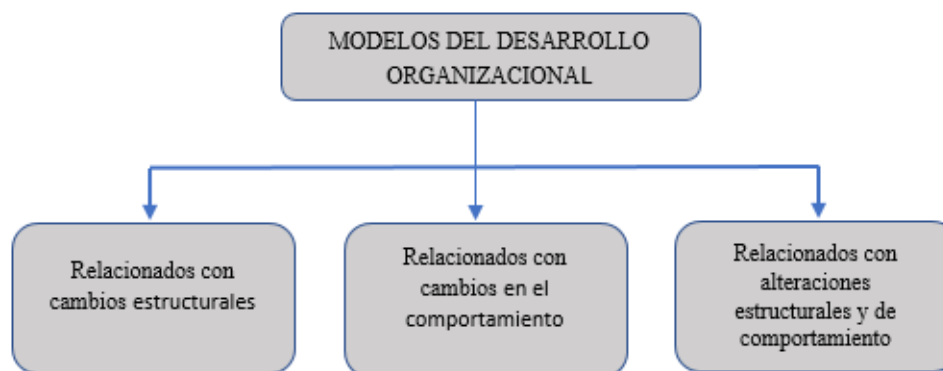 MODELOS DEL DESARROLLO
ORGANIZACIONAL
Relacionados con
cambios estructurales
Relacionados con
cambios en el
comportamiento
Relacionados con
alteraciones
estructurales y de
comportamiento